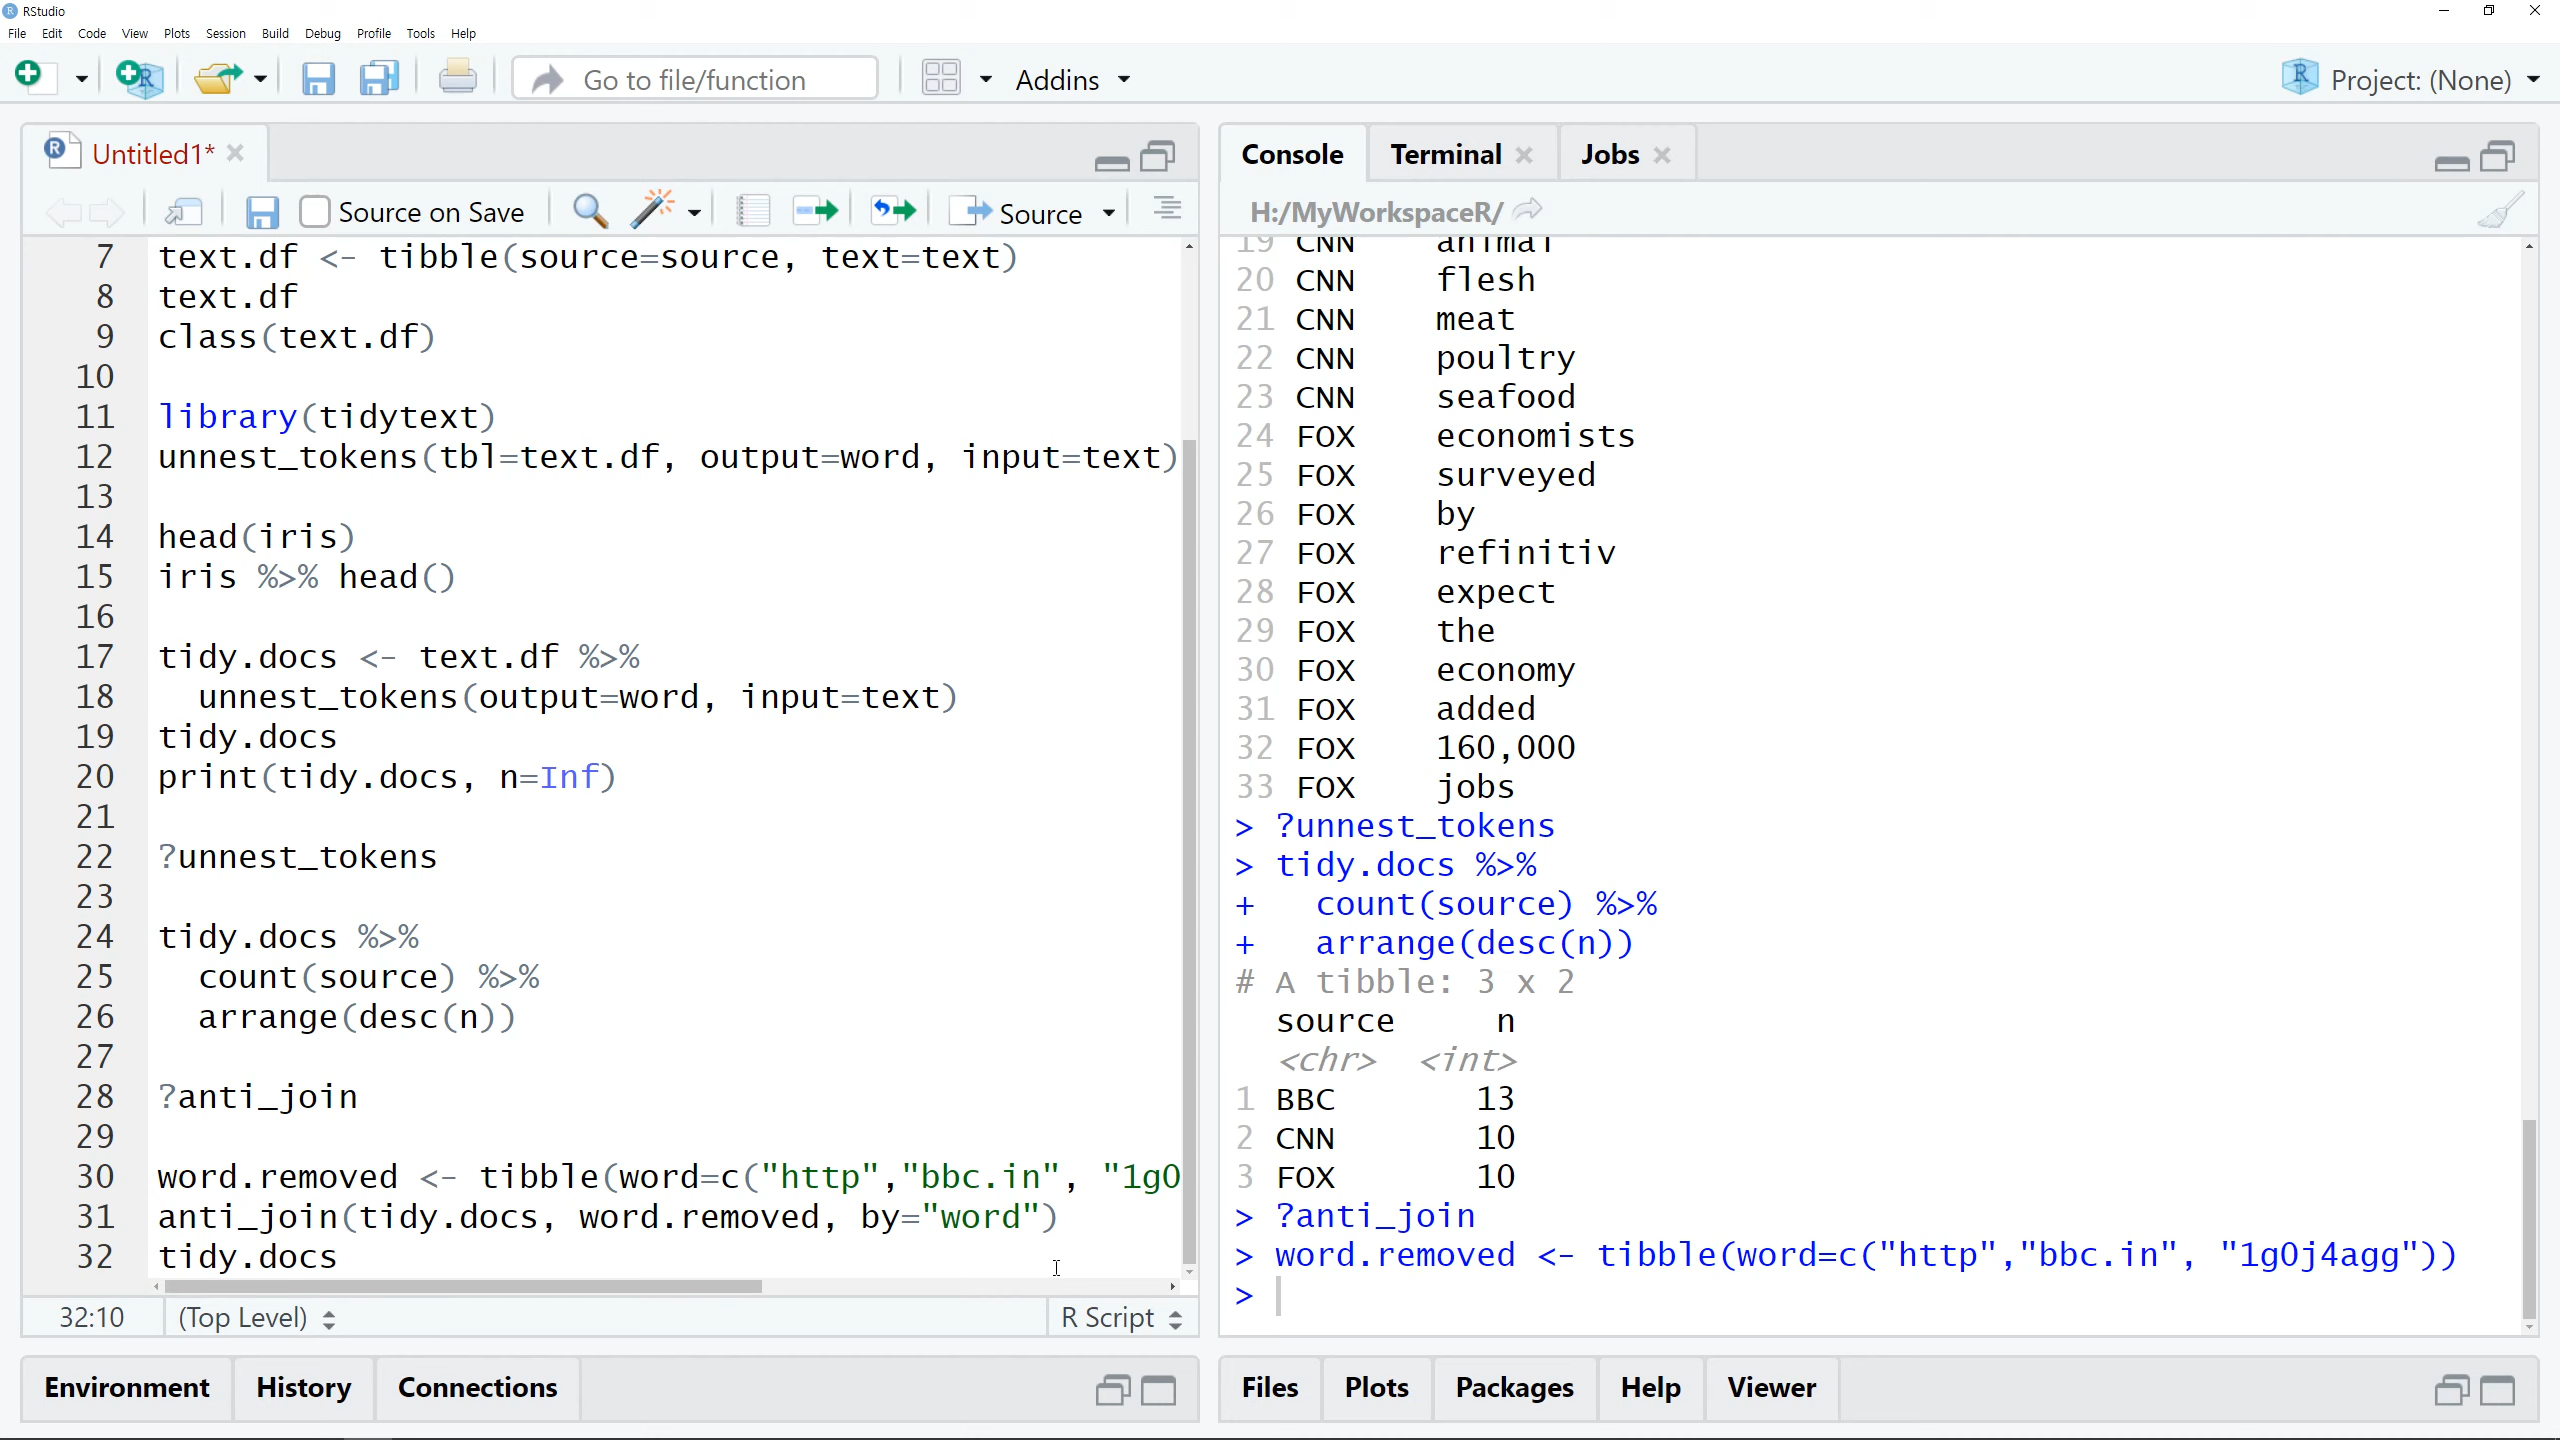 RStudio
File Edit Code View Plots Session Build Debug Profile Tools Help
Go to file/function Addins Project: (None)
Untitled1*
Source on Save Source
7 text.df <- tibble(source=source, text=text)
8 text.df
9 class(text.df)
10
11 library(tidytext)
12 unnest_tokens(tbl=text.df, output=word, input=text)
13
14 head(iris)
15 iris %>% head()
16
17 tidy.docs <- text.df %>%
18 unnest_tokens(output=word, input=text)
19 tidy.docs
20 print(tidy.docs, n=Inf)
21
22 ?unnest_tokens
23
24 tidy.docs %>%
25 count(source) %>%
26 arrange(desc(n))
27
28 ?anti_join
29
30 word.removed <- tibble(word=c("http","bbc.in", "1g0
31 anti_join(tidy.docs, word.removed, by="word")
32 tidy.docs
32:10 (Top Level) R Script
Environment History Connections
Console Terminal Jobs
H:/MyWorkspaceR/
19 CNN animal
20 CNN flesh
21 CNN meat
22 CNN poultry
23 CNN seafood
24 FOX economists
25 FOX surveyed
26 FOX by
27 FOX refinitiv
28 FOX expect
29 FOX the
30 FOX economy
31 FOX added
32 FOX 160,000
33 FOX jobs
> ?unnest_tokens
> tidy.docs %>%
+ count(source) %>%
+ arrange(desc(n))
# A tibble: 3 x 2
source n
<chr> <int>
1 BBC 13
2 CNN 10
3 FOX 10
> ?anti_join
> word.removed <- tibble(word=c("http","bbc.in", "1g0j4agg"))
>
Files Plots Packages Help Viewer